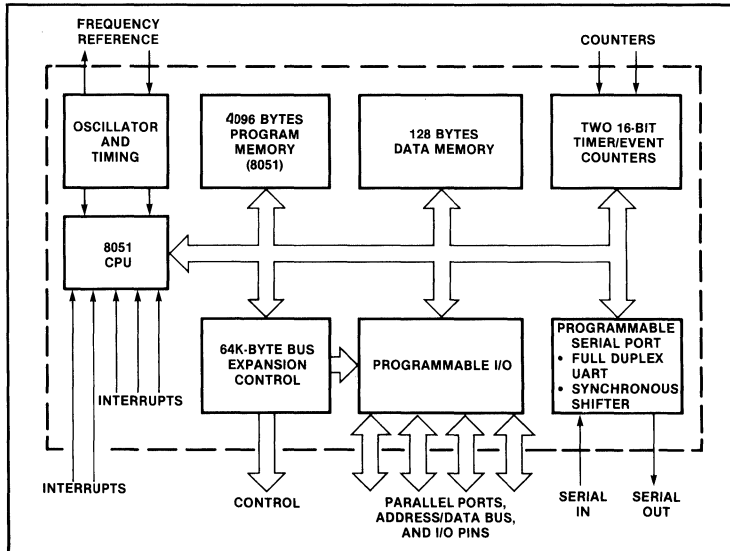 FREQUENCY
REFERENCE
COUNTERS
OSCILLATOR
AND
TIMING
4096 BYTES
PROGRAM
MEMORY
(8051)
128 BYTES
DATA MEMORY
TWO 16-BIT
TIMER/EVENT
COUNTERS
8051
CPU
64K-BYTE BUS
EXPANSION
CONTROL
PROGRAMMABLE I/O
PROGRAMMABLE
SERIAL PORT
• FULL DUPLEX
UART
• SYNCHRONOUS
SHIFTER
INTERRUPTS
INTERRUPTS
CONTROL
PARALLEL PORTS,
ADDRESS/DATA BUS,
AND I/O PINS
SERIAL
IN
SERIAL
OUT